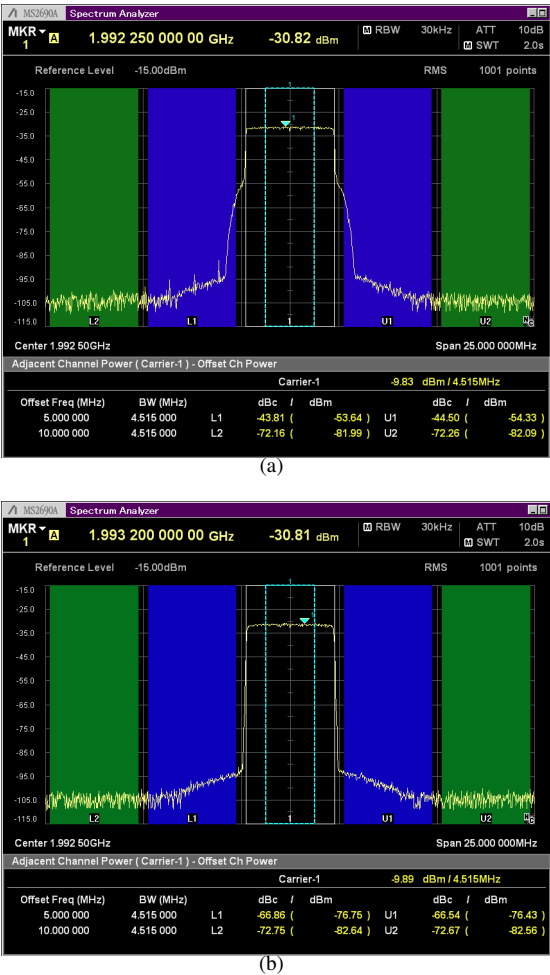 MS2690A Spectrum Analyzer
MKR 1 A 1.992 250 000 00 GHz -30.82 dBm M RBW 30kHz ATT 10dB
M SWT 2.0s
Reference Level -15.00dBm RMS 1001 points
1
-15.0
-25.0
1
-35.0
-45.0
-55.0
-65.0
-75.0
-85.0
-95.0
-105.0
-115.0 L2 L1 1 U1 U2
Center 1.992 50GHz Span 25.000 000MHz
Adjacent Channel Power ( Carrier-1 ) - Offset Ch Power
Carrier-1 -9.83 dBm / 4.515MHz
Offset Freq (MHz) BW (MHz) dBc / dBm dBc / dBm
5.000 000 4.515 000 L1 -43.81 ( -53.64 ) U1 -44.50 ( -54.33 )
10.000 000 4.515 000 L2 -72.16 ( -81.99 ) U2 -72.26 ( -82.09 )
(a)
MS2690A Spectrum Analyzer
MKR 1 A 1.993 200 000 00 GHz -30.81 dBm M RBW 30kHz ATT 10dB
M SWT 2.0s
Reference Level -15.00dBm RMS 1001 points
1
-15.0
-25.0
1
-35.0
-45.0
-55.0
-65.0
-75.0
-85.0
-95.0
-105.0
-115.0 L2 L1 1 U1 U2
Center 1.992 50GHz Span 25.000 000MHz
Adjacent Channel Power ( Carrier-1 ) - Offset Ch Power
Carrier-1 -9.89 dBm / 4.515MHz
Offset Freq (MHz) BW (MHz) dBc / dBm dBc / dBm
5.000 000 4.515 000 L1 -66.86 ( -76.75 ) U1 -66.54 ( -76.43 )
10.000 000 4.515 000 L2 -72.75 ( -82.64 ) U2 -72.67 ( -82.56 )
(b)